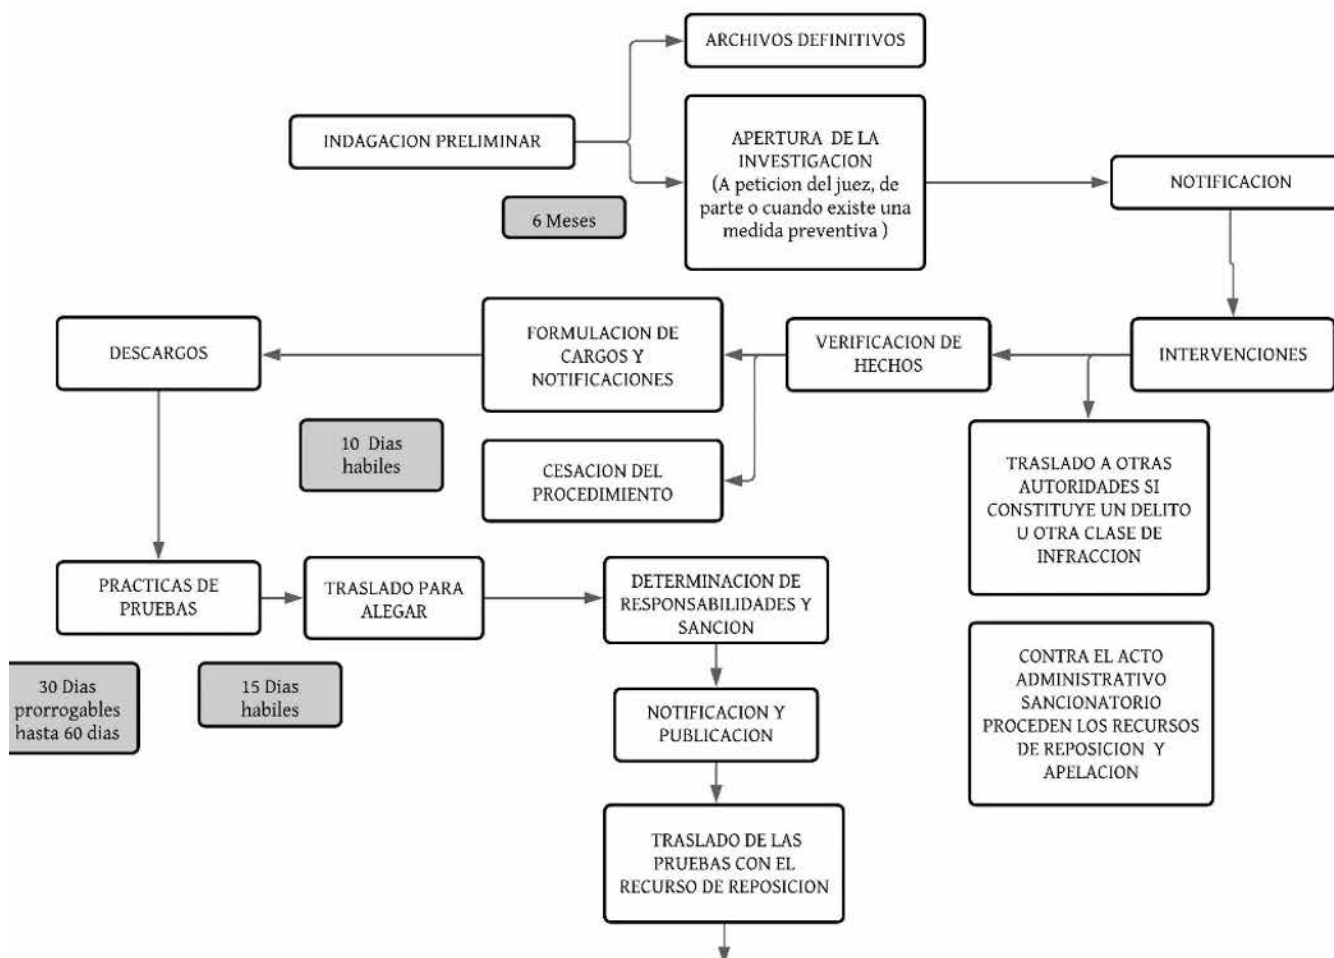 ARCHIVOS DEFINITIVOS
INDAGACION PRELIMINAR
APERTURA DE LA
INVESTIGACION
(A peticion del juez, de
parte o cuando existe una
medida preventiva )
NOTIFICACION
6 Meses
DESCARGOS
FORMULACION DE
CARGOS Y
NOTIFICACIONES
VERIFICACION DE
HECHOS
INTERVENCIONES
10 Dias
habiles
CESACION DEL
PROCEDIMIENTO
TRASLADO A OTRAS
AUTORIDADES SI
CONSTITUYE UN DELITO
U OTRA CLASE DE
INFRACCION
PRACTICAS DE
PRUEBAS
TRASLADO PARA
ALEGAR
DETERMINACION DE
RESPONSABILIDADES Y
SANCION
30 Dias
prorrogables
hasta 60 dias
15 Dias
habiles
NOTIFICACION Y
PUBLICACION
CONTRA EL ACTO
ADMINISTRATIVO
SANCIONATORIO
PROCEDEN LOS RECURSOS
DE REPOSICION Y
APELACION
TRASLADO DE LAS
PRUEBAS CON EL
RECURSO DE REPOSICION